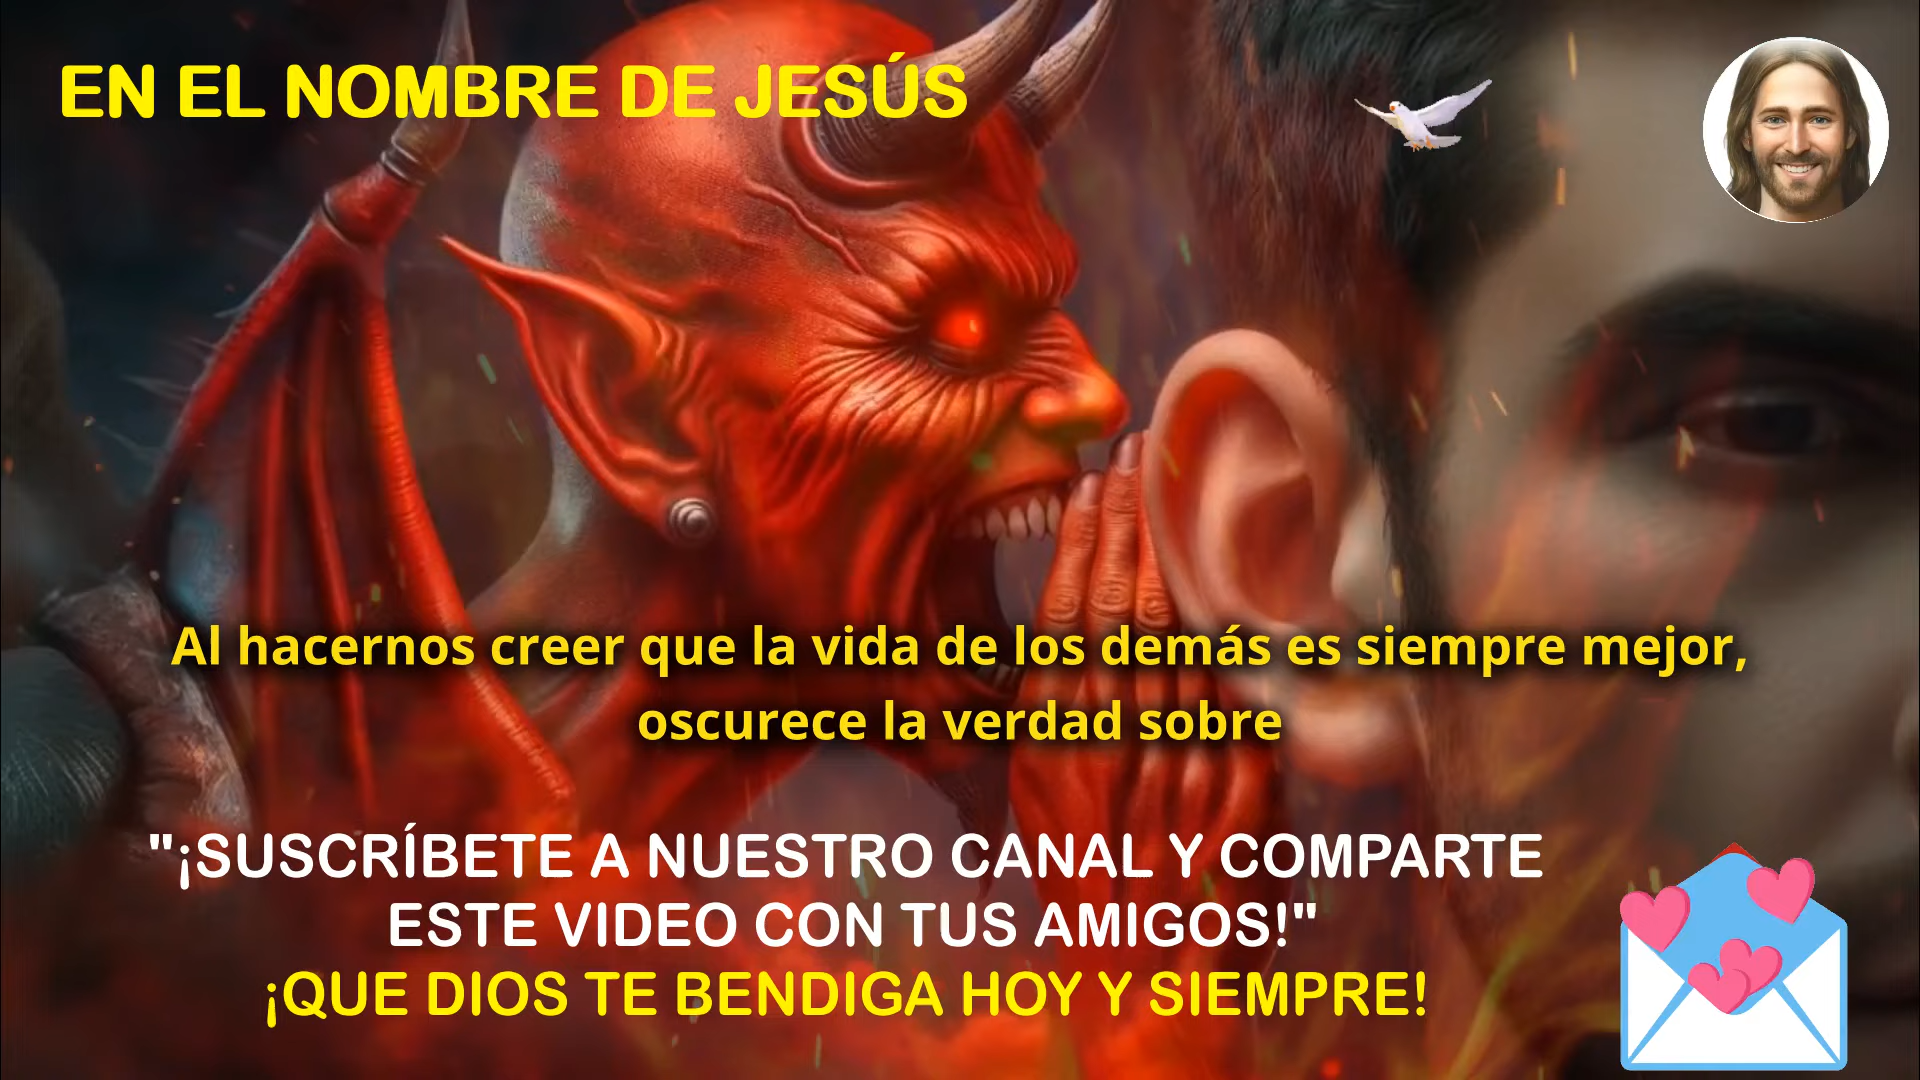 EN EL NOMBRE DE JESÚS
Al hacernos creer que la vida de los demás es siempre mejor,
oscurece la verdad sobre
"¡SUSCRÍBETE A NUESTRO CANAL Y COMPARTE
ESTE VIDEO CON TUS AMIGOS!"
¡QUE DIOS TE BENDIGA HOY Y SIEMPRE!